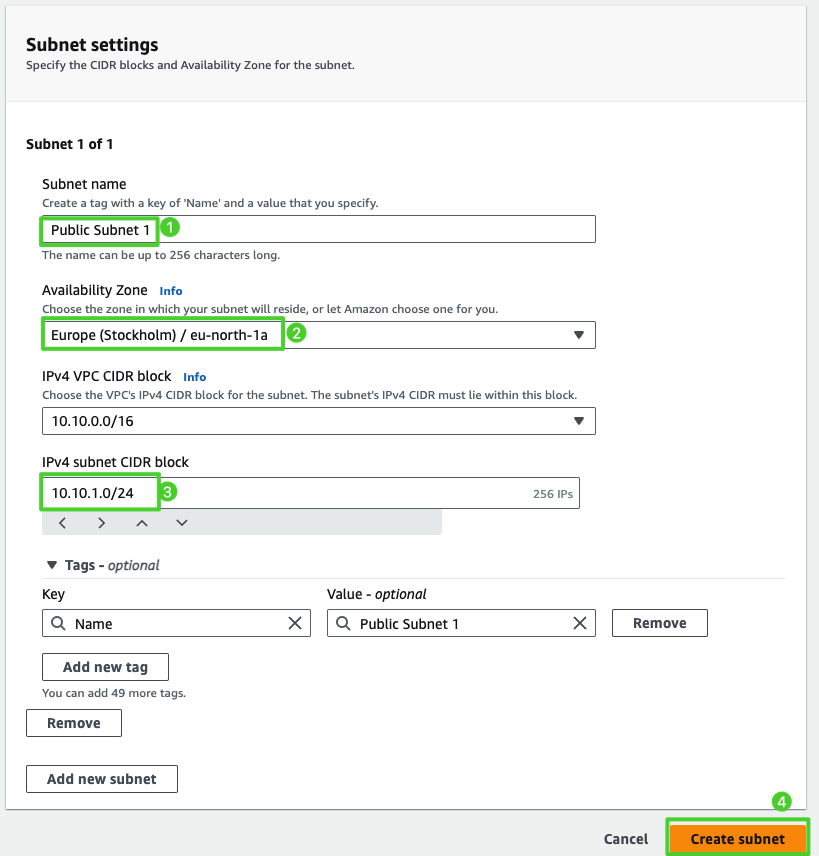 Subnet settings
Specify the CIDR blocks and Availability Zone for the subnet.
Subnet 1 of 1
Subnet name
Create a tag with a key of 'Name' and a value that you specify.
Public Subnet 1 1
The name can be up to 256 characters long.
Availability Zone Info
Choose the zone in which your subnet will reside, or let Amazon choose one for you.
Europe (Stockholm) / eu-north-1a 2
IPv4 VPC CIDR block Info
Choose the VPC's IPv4 CIDR block for the subnet. The subnet's IPv4 CIDR must lie within this block.
10.10.0.0/16
IPv4 subnet CIDR block
10.10.1.0/24 3 256 IPs
Tags - optional
Key Value - optional
Name Public Subnet 1 Remove
Add new tag
You can add 49 more tags.
Remove
Add new subnet
4
Cancel Create subnet